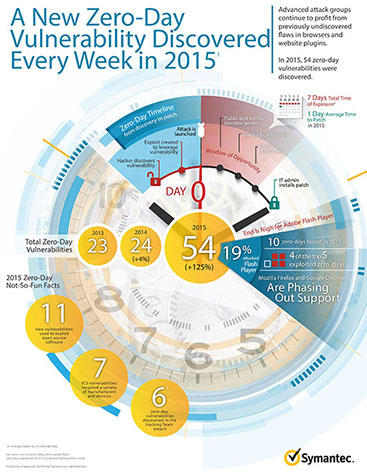 A New Zero-Day
Vulnerability Discovered
Every Week in 2015
Advanced attack groups
continue to profit from
previously undiscovered
flaws in browsers and
website plugins.
In 2015, 54 zero-day
vulnerabilities were
discovered.
7 Days Total Time
of Exposure
1 Day Average Time
to Patch
in 2015
Zero-Day Timeline
from discovery to patch
Attack is
launched
Public and vendor
become aware
Exploit created
to leverage
vulnerability
Window of Opportunity
Hacker discovers
vulnerability
DAY 0
IT admin
installs patch
End Is Nigh for Adobe Flash Player
Total Zero-Day
Vulnerabilities
2013
23
2014
24
(+4%)
2015
54
(+125%)
19%
attacked
Flash
Player
10 zero-days found in 2015
4 of the top 5
exploited zero-days
Mozilla Firefox and Google Chrome
Are Phasing
Out Support
2015 Zero-Day
Not-So-Fun Facts
11
new vulnerabilities
used to exploit
open source
software
7
ICS vulnerabilities
targeted a variety
of manufacturers
and devices
6
zero-day
vulnerabilities
discovered in the
Hacking Team
breach
10
8
7
6
5
Symantec.